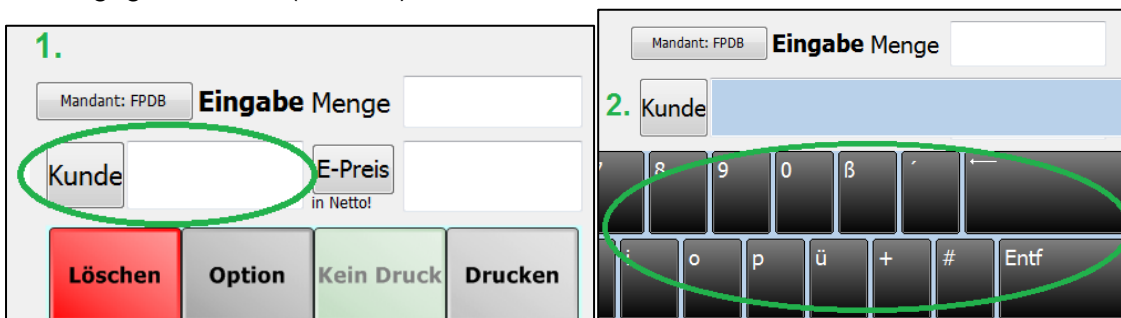 1.
Mandant: FPDB Eingabe Menge
Kunde E-Preis
in Netto!
Löschen Option Kein Druck Drucken
Mandant: FPDB Eingabe Menge
2. Kunde
8 9 0 ß ´ ←
i o p ü + # Entf